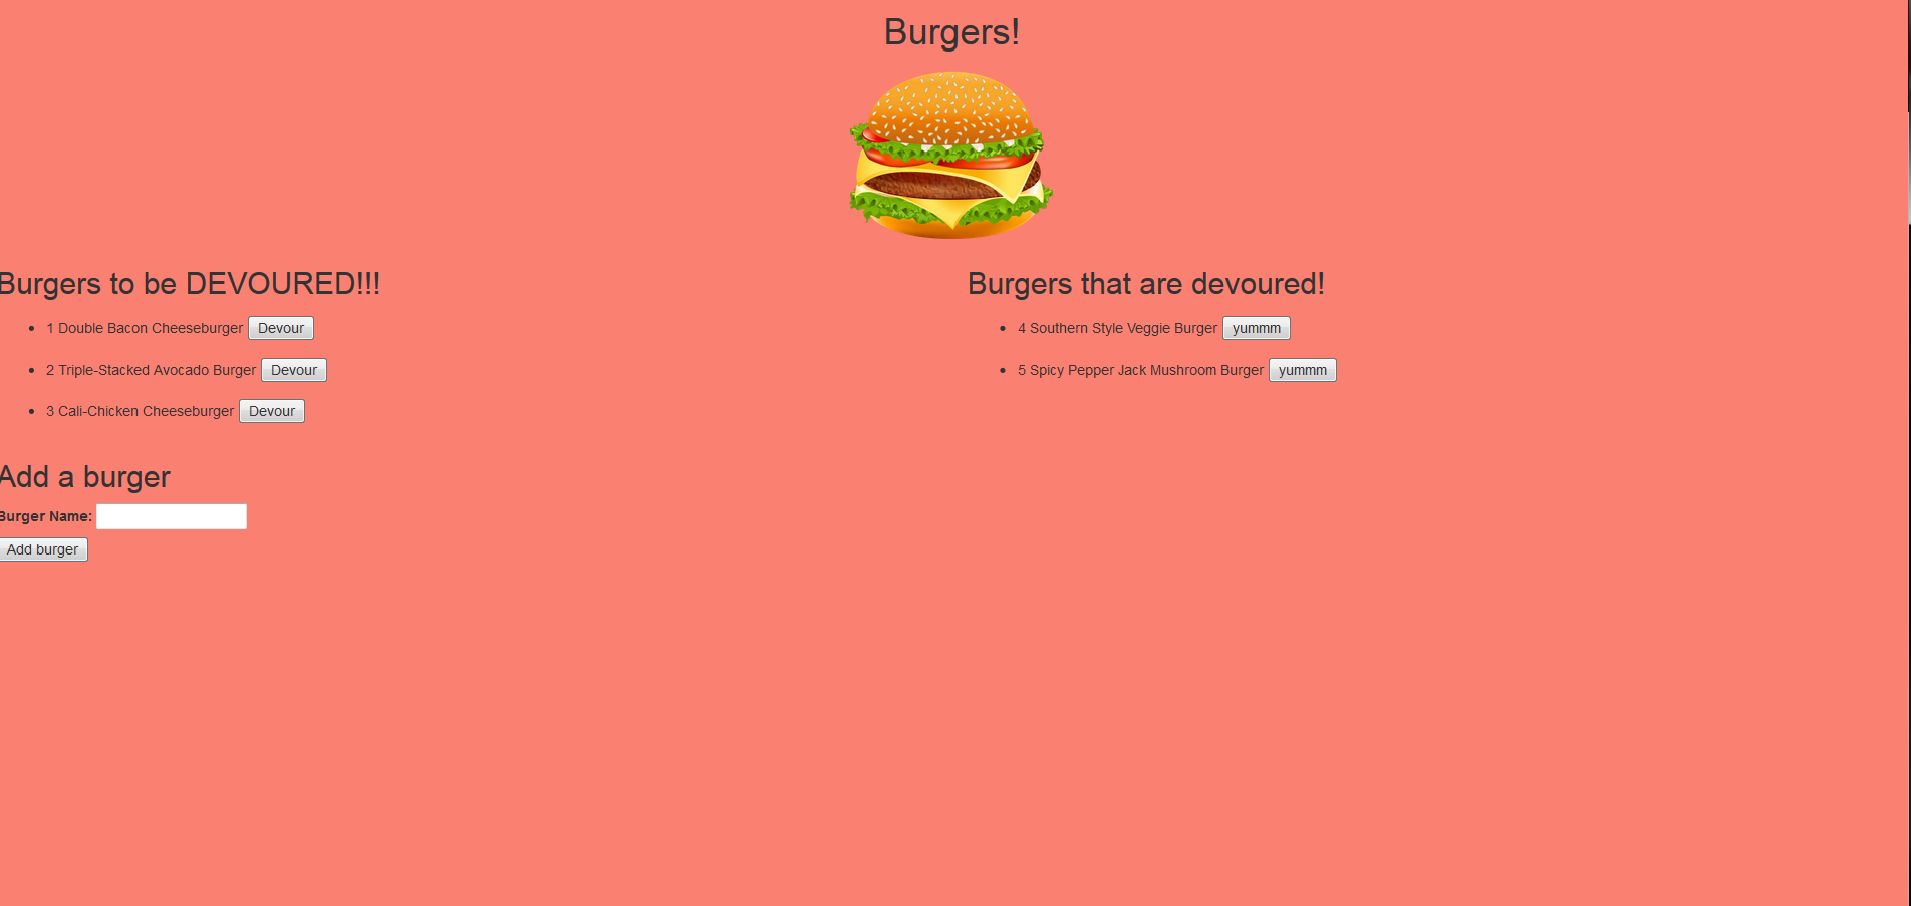 Burgers!
Burgers to be DEVOURED!!!
1 Double Bacon Cheeseburger Devour
2 Triple-Stacked Avocado Burger Devour
3 Cali-Chicken Cheeseburger Devour
Burgers that are devoured!
4 Southern Style Veggie Burger yummm
5 Spicy Pepper Jack Mushroom Burger yummm
Add a burger
Burger Name:
Add burger